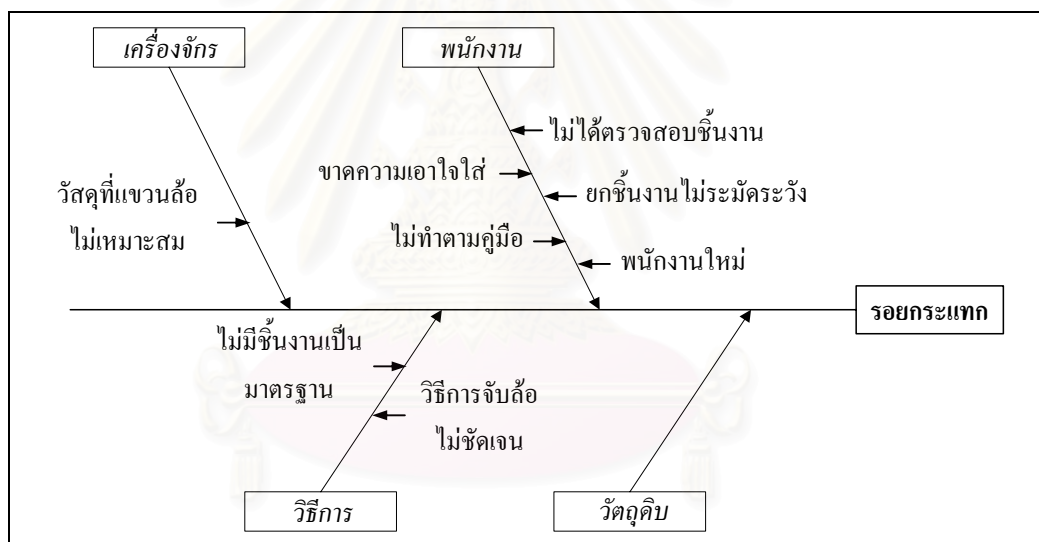 เครื่องจักร
พนักงาน
ไม่ได้ตรวจสอบชิ้นงาน
ขาดความเอาใจใส่
ยกชิ้นงานไม่ระมัดระวัง
วัสดุที่แขวนล้อ
ไม่เหมาะสม
ไม่ทำตามคู่มือ
พนักงานใหม่
รอยกระแทก
ไม่มีชิ้นงานเป็น
มาตรฐาน
วิธีการจับล้อ
ไม่ชัดเจน
วิธีการ
วัตถุดิบ